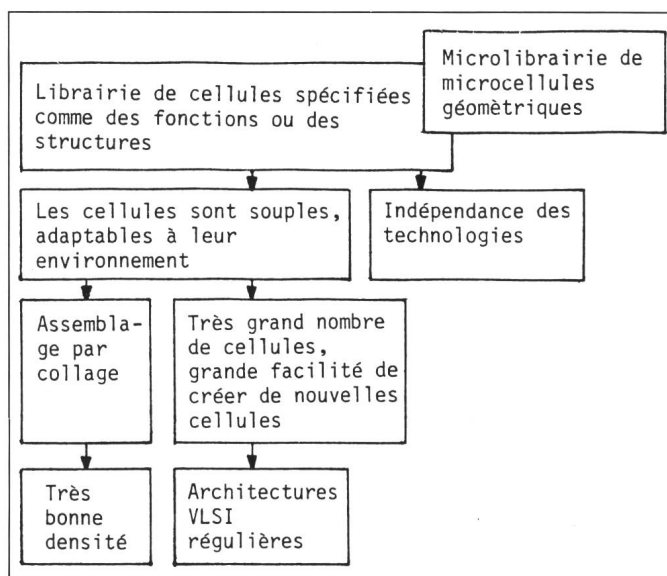 Microlibrairie de
microcellules
géomètriques
Librairie de cellules spécifiées
comme des fonctions ou des
structures
Les cellules sont souples,
adaptables à leur
environnement
Indépendance des
technologies
Assembla-
ge par
collage
Très grand nombre
de cellules,
grande facilité de
créer de nouvelles
cellules
Très
bonne
densité
Architectures
VLSI
régulières